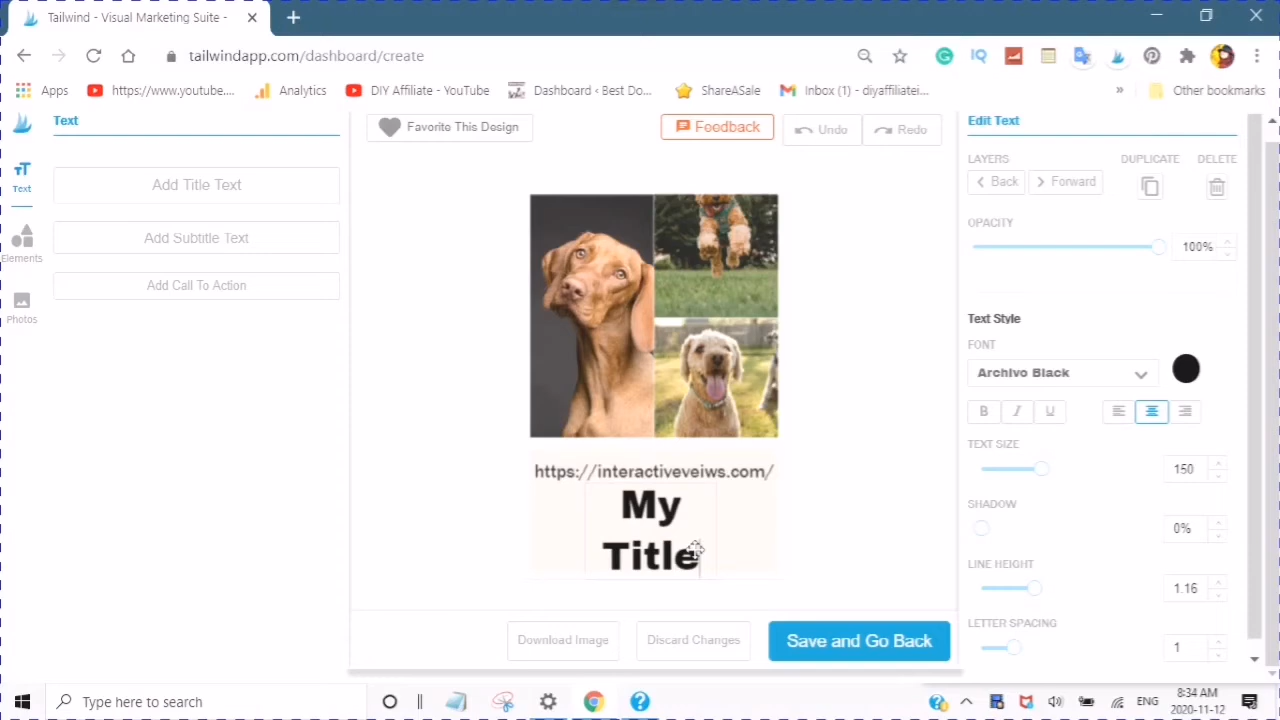 Tailwind - Visual Marketing Suite -
tailwindapp.com/dashboard/create
Apps
https://www.youtube....
Analytics
DIY Affiliate - YouTube
Dashboard ‹ Best Do...
ShareASale
Inbox (1) - diyaffiliatei...
»
Other bookmarks
Text
Favorite This Design
Feedback
Undo
Redo
Edit Text
LAYERS
DUPLICATE
DELETE
Back
Forward
Text
Add Title Text
Add Subtitle Text
Add Call To Action
Elements
Photos
OPACITY
100%
Text Style
FONT
Archivo Black
B I U
TEXT SIZE
150
SHADOW
0%
LINE HEIGHT
1.16
LETTER SPACING
1
https://interactiveveiws.com/
My
Title
Download Image
Discard Changes
Save and Go Back
Type here to search
ENG
8:34 AM
2020-11-12